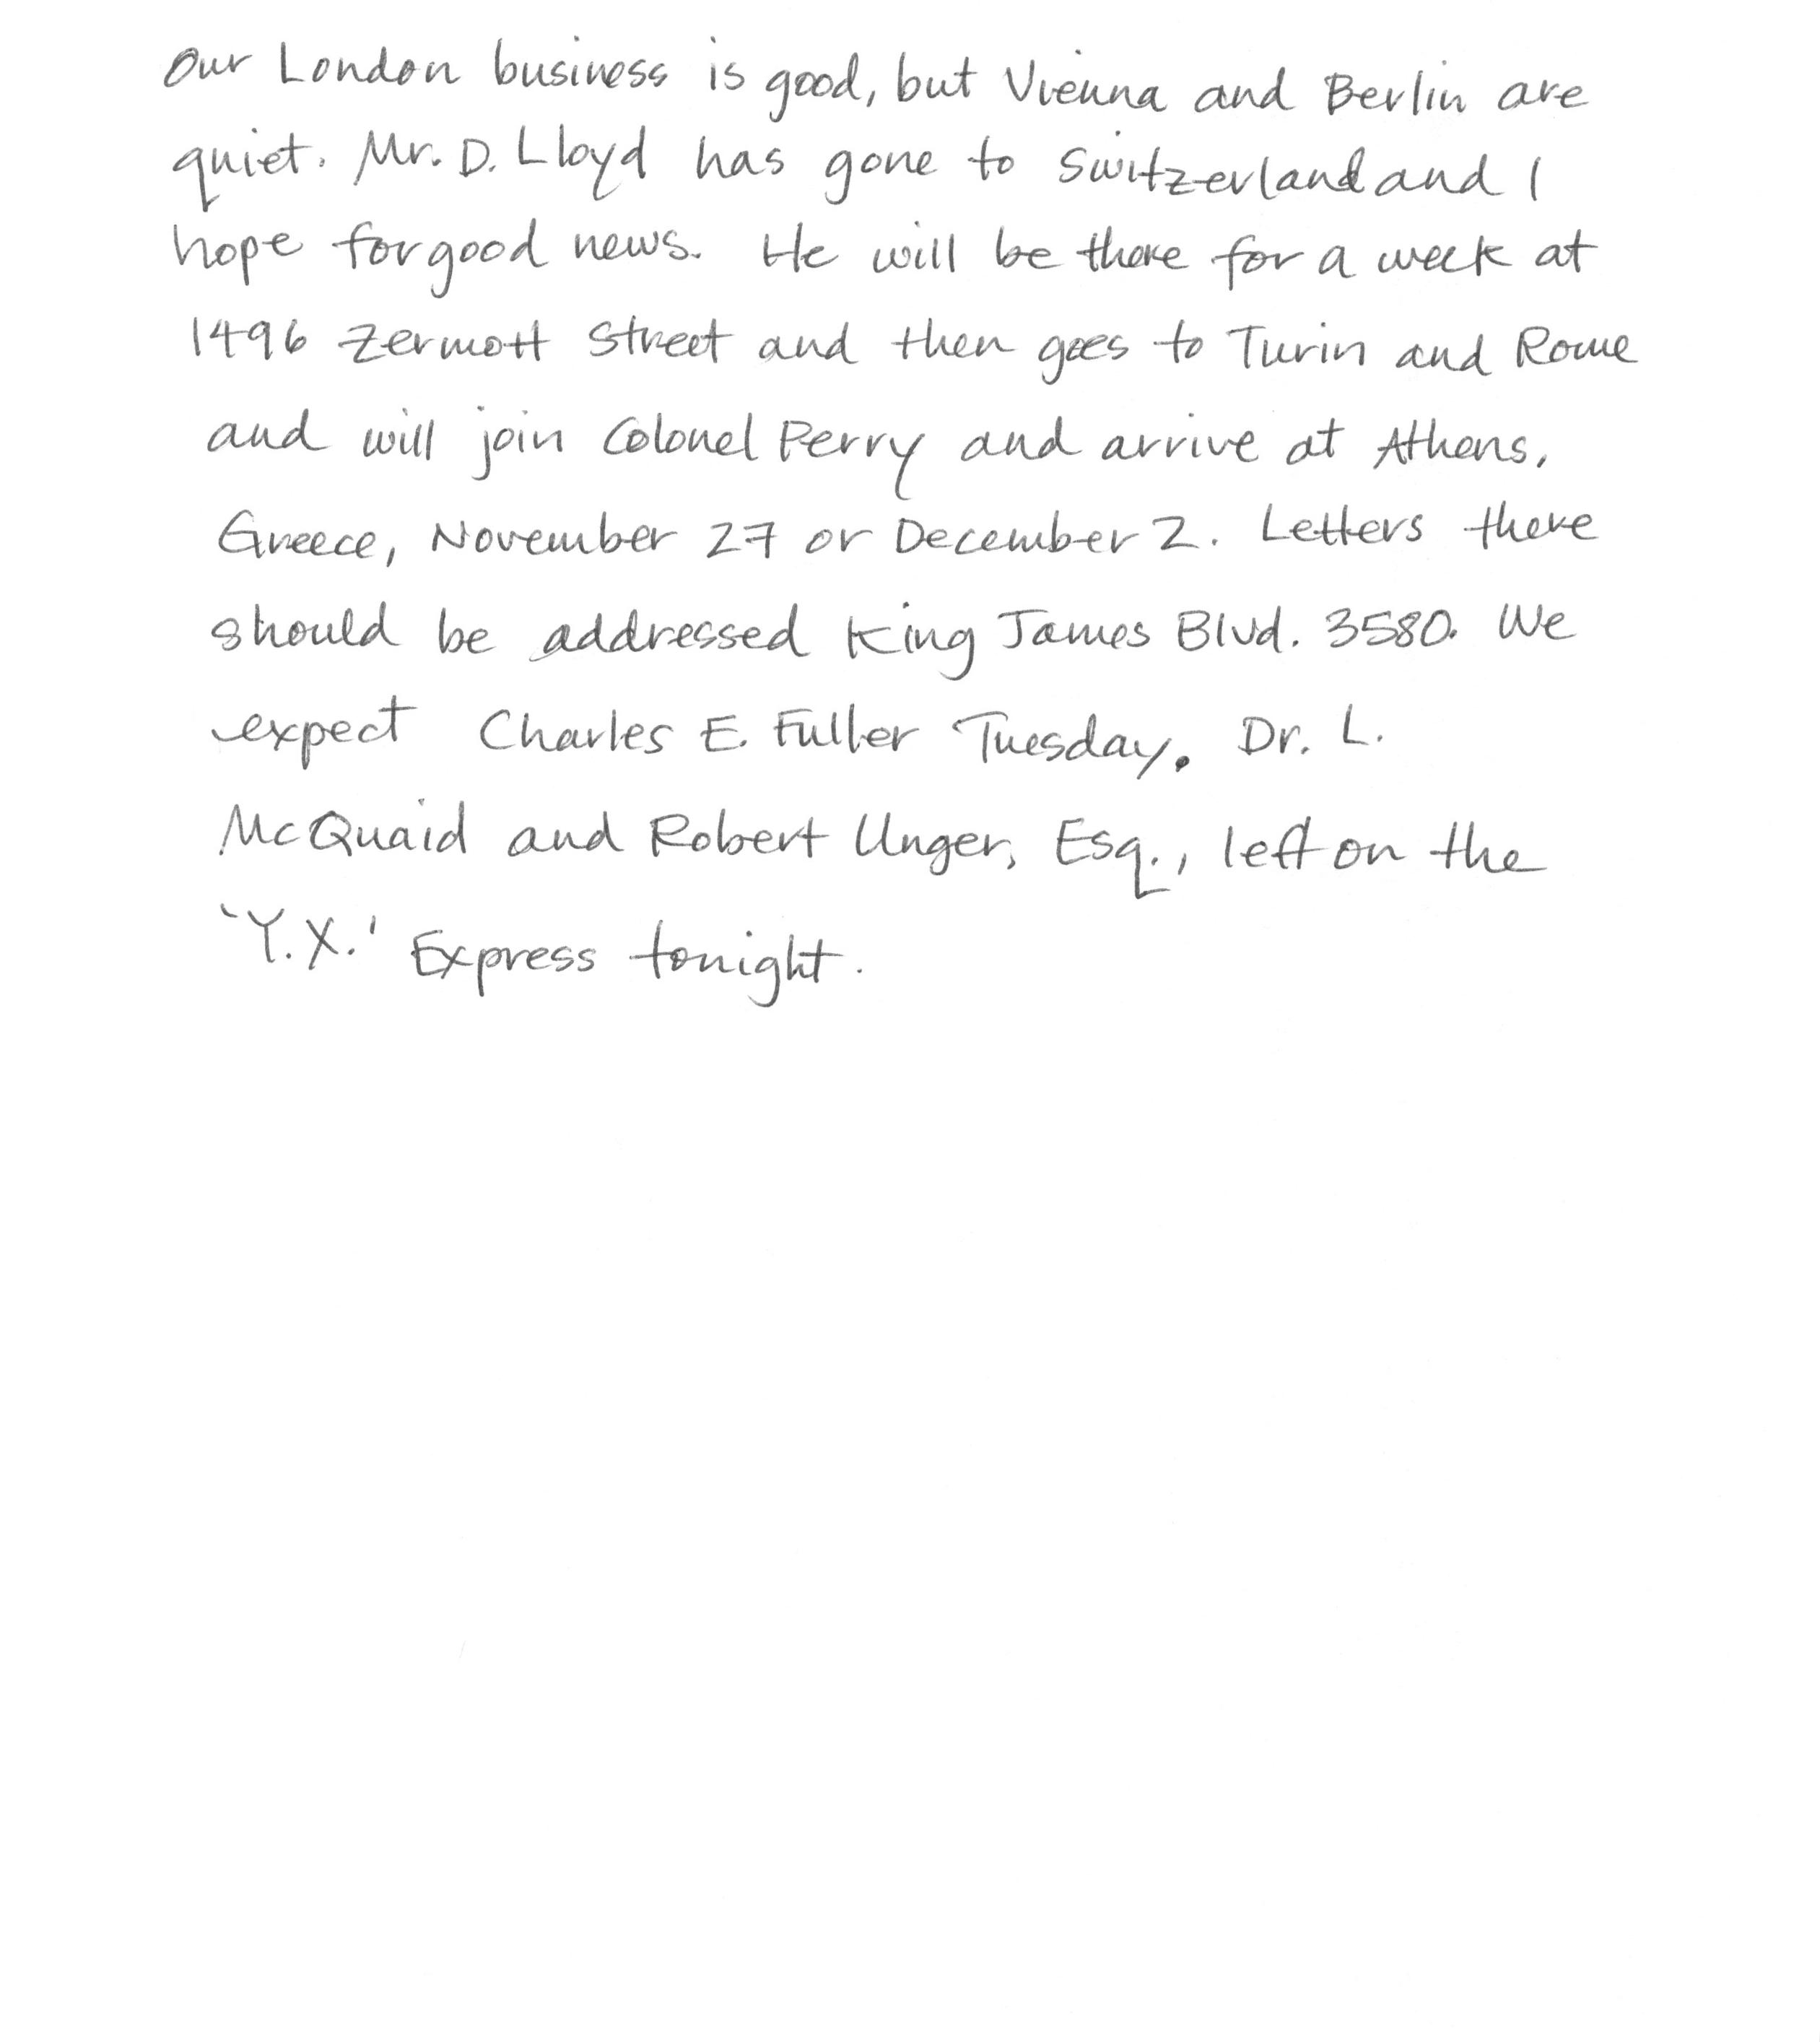 Our London business is good, but Vienna and Berlin are
quiet. Mr. D. Lloyd has gone to Switzerland and I
hope for good news. He will be there for a week at
1496 Zermott Street and then goes to Turin and Rome
and will join Colonel Perry and arrive at Athens,
Greece, November 27 or December 2. Letters there
should be addressed King James Blvd. 3580. We
expect Charles E. Fuller Tuesday. Dr. L.
McQuaid and Robert Unger, Esq., left on the
'Y.X.' Express tonight.